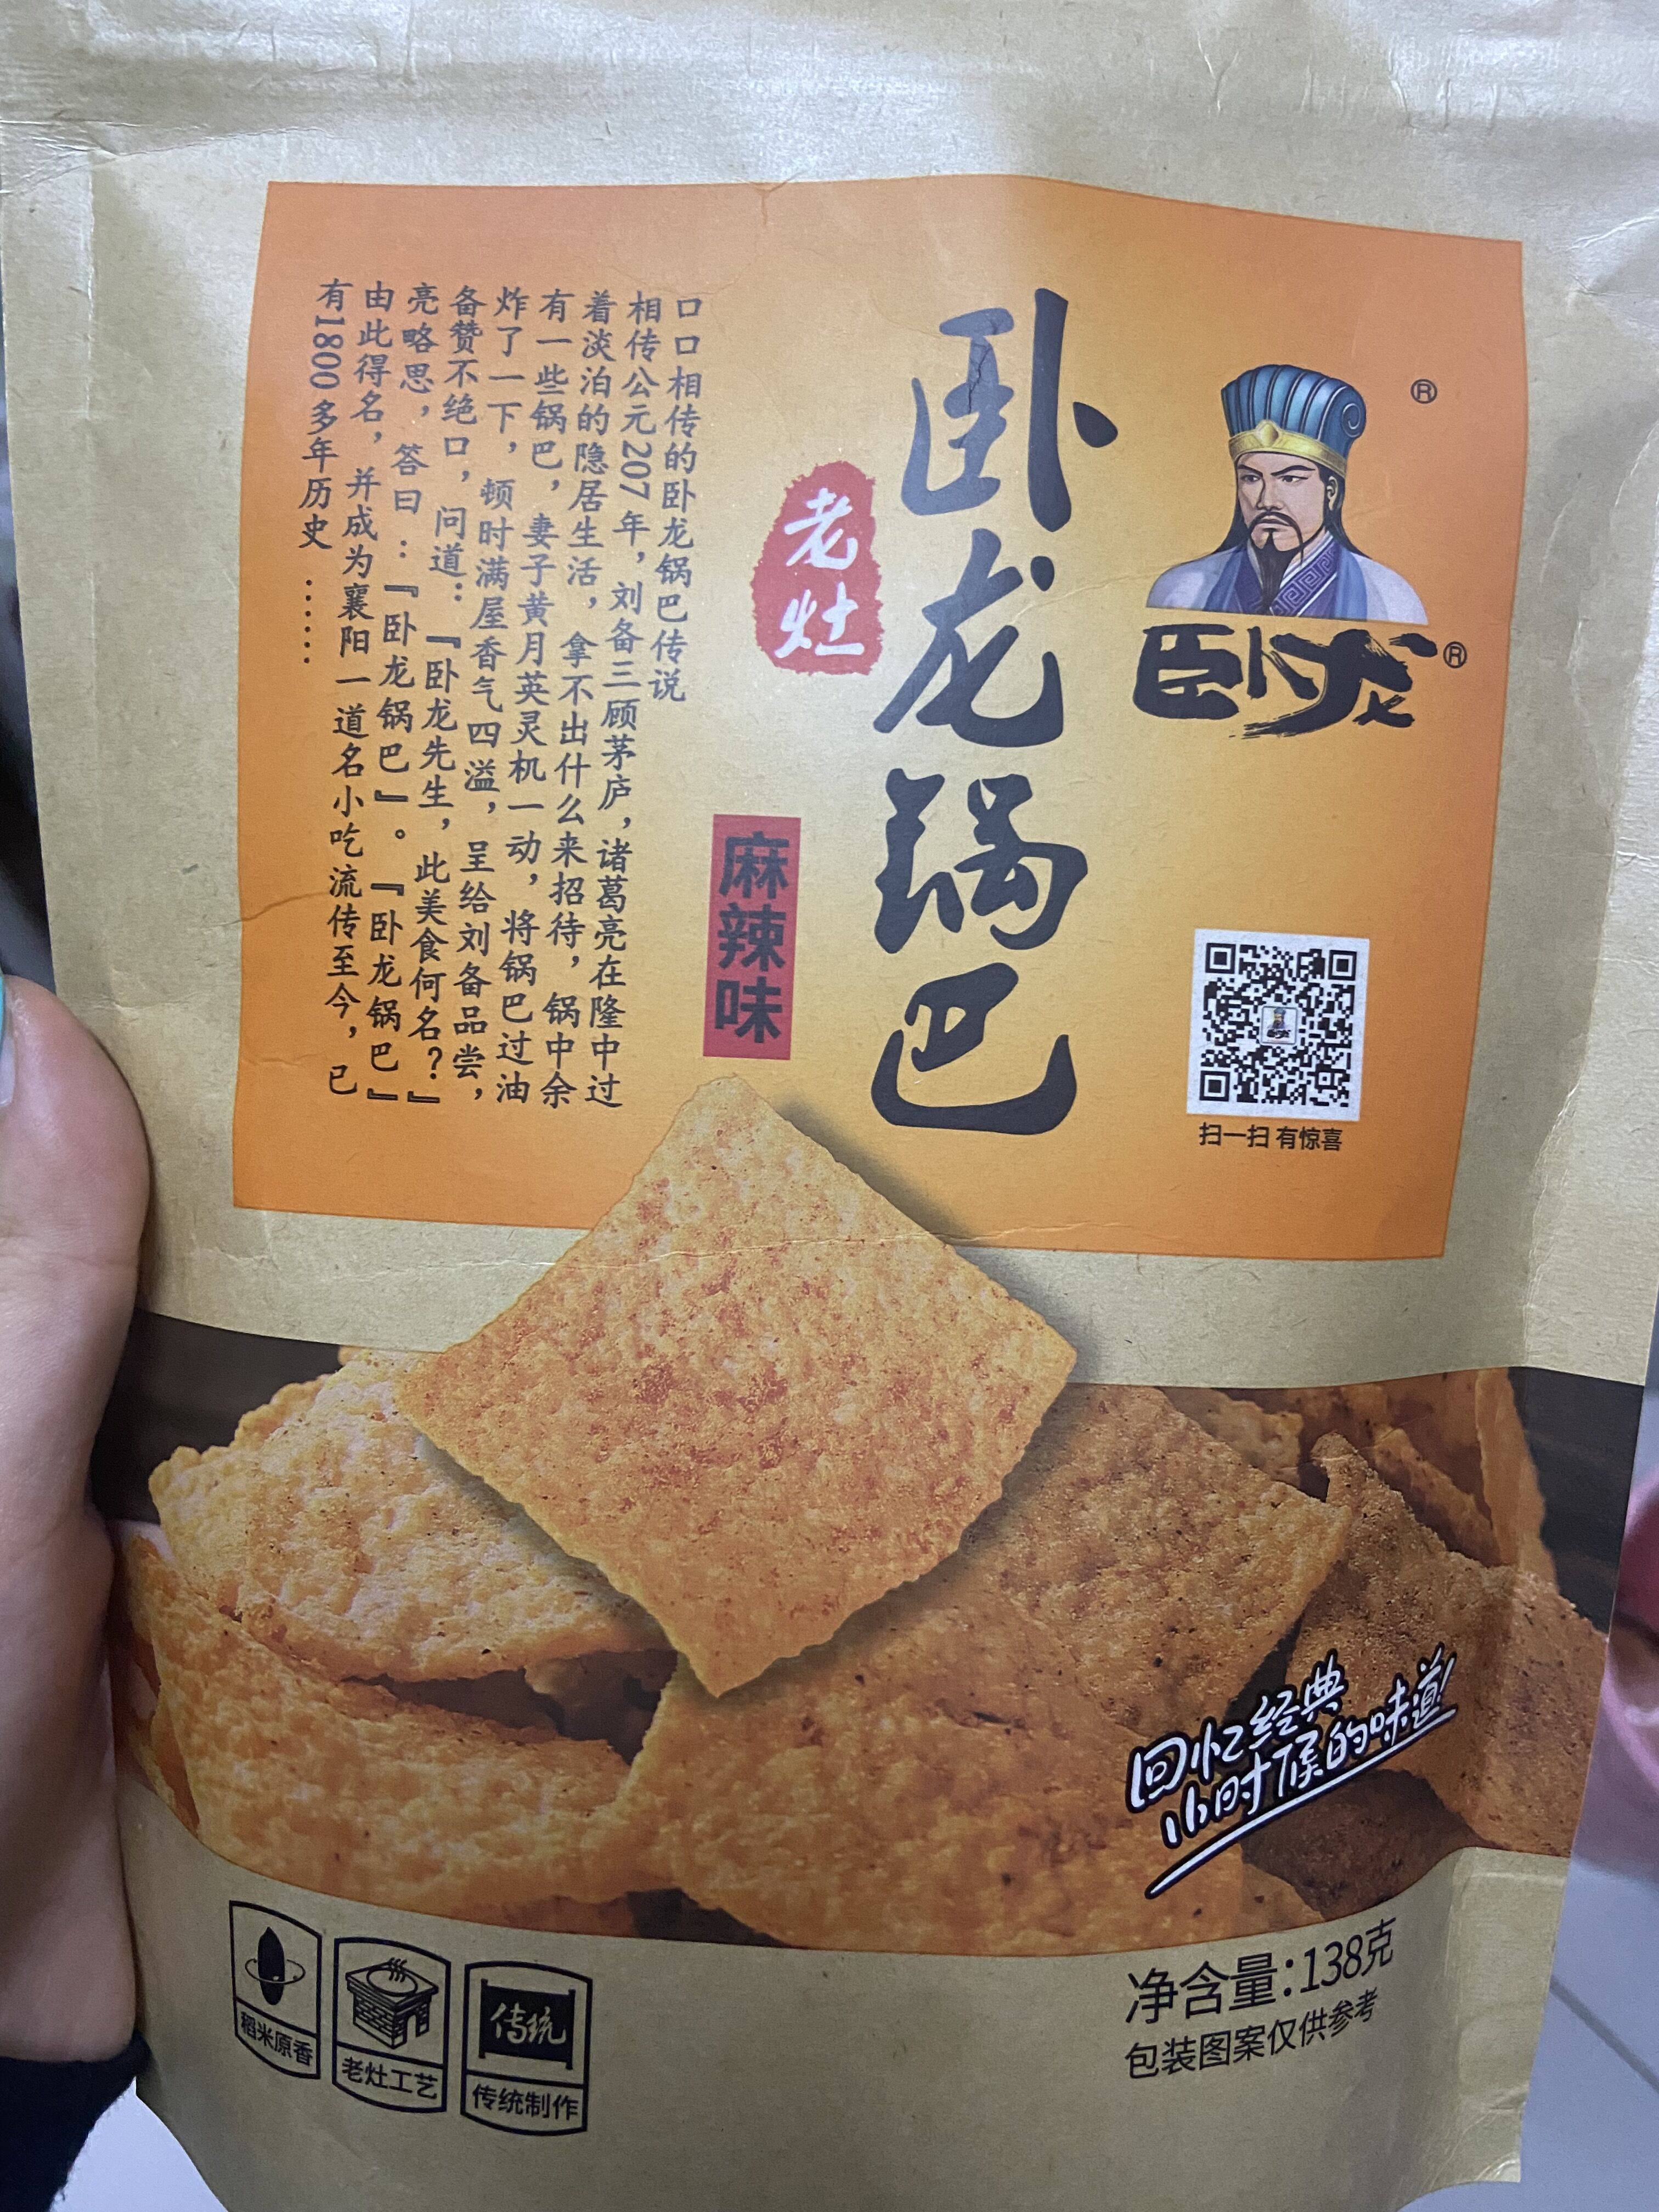 ®
卧龙®
卧龙锅巴
老灶
麻辣味
口口相传的卧龙锅巴传说
相传公元207年，刘备三顾茅庐，诸葛亮在隆中过
着淡泊的隐居生活，拿不出什么来招待，锅中余
有一些锅巴，妻子黄月英灵机一动，将锅巴过油
炸了一下，顿时满屋香气四溢，呈给刘备品尝，
备赞不绝口，问道：『卧龙先生，此美食何名？』
亮略思，答曰：『卧龙锅巴』。『卧龙锅巴』
由此得名，并成为襄阳一道名小吃流传至今，已
有1800多年历史……
扫一扫 有惊喜
回忆经典
小时候的味道!
稻米原香
老灶工艺
传统
传统制作
净含量:138克
包装图案仅供参考